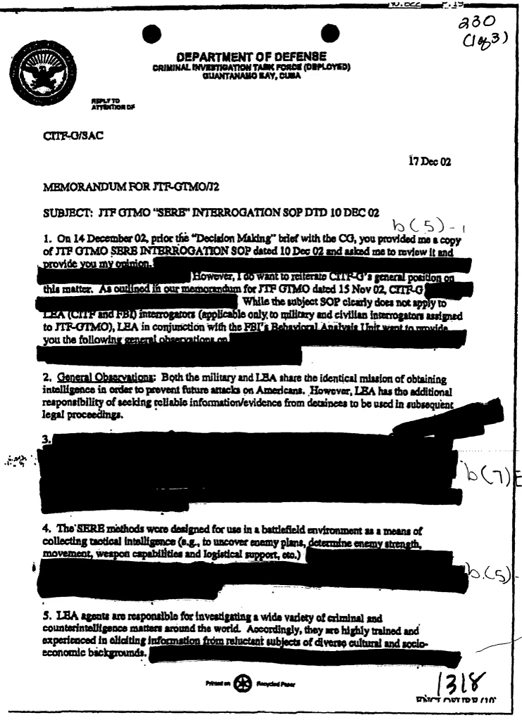 230
(1 of 3)
DEPARTMENT OF DEFENSE
CRIMINAL INVESTIGATION TASK FORCE (DEPLOYED)
GUANTANAMO BAY, CUBA
REPLY TO
ATTENTION OF
CITF-G/SAC
17 Dec 02
MEMORANDUM FOR JTF-GTMO/J2
SUBJECT: JTF GTMO "SERE" INTERROGATION SOP DTD 10 DEC 02
b(5)-1
1. On 14 December 02, prior the "Decision Making" brief with the CG, you provided me a copy
of JTF GTMO SERE INTERROGATION SOP dated 10 Dec 02 and asked me to review it and
provide you my opinion.
However, I do want to reiterate CITF-G's general position on
this matter. As outlined in our memorandum for JTF GTMO dated 15 Nov 02, CITF-G
While the subject SOP clearly does not apply to
LEA (CITF and FBI) interrogators (applicable only to military and civilian interrogators assigned
to JTF-GTMO), LEA in conjunction with the FBI's Behavioral Analysis Unit want to provide
you the following general observations on
2. General Observations: Both the military and LEA share the identical mission of obtaining
intelligence in order to prevent future attacks on Americans. However, LEA has the additional
responsibility of seeking reliable information/evidence from detainees to be used in subsequent
legal proceedings.
3.
b(7)E
4. The SERE methods were designed for use in a battlefield environment as a means of
collecting tactical intelligence (e.g., to uncover enemy plans, determine enemy strength,
movement, weapon capabilities and logistical support, etc.)
b(5)-
5. LEA agents are responsible for investigating a wide variety of criminal and
counterintelligence matters around the world. Accordingly, they are highly trained and
experienced in eliciting information from reluctant subjects of diverse cultural and socio-
economic backgrounds.
Printed on Recycled Paper
1318